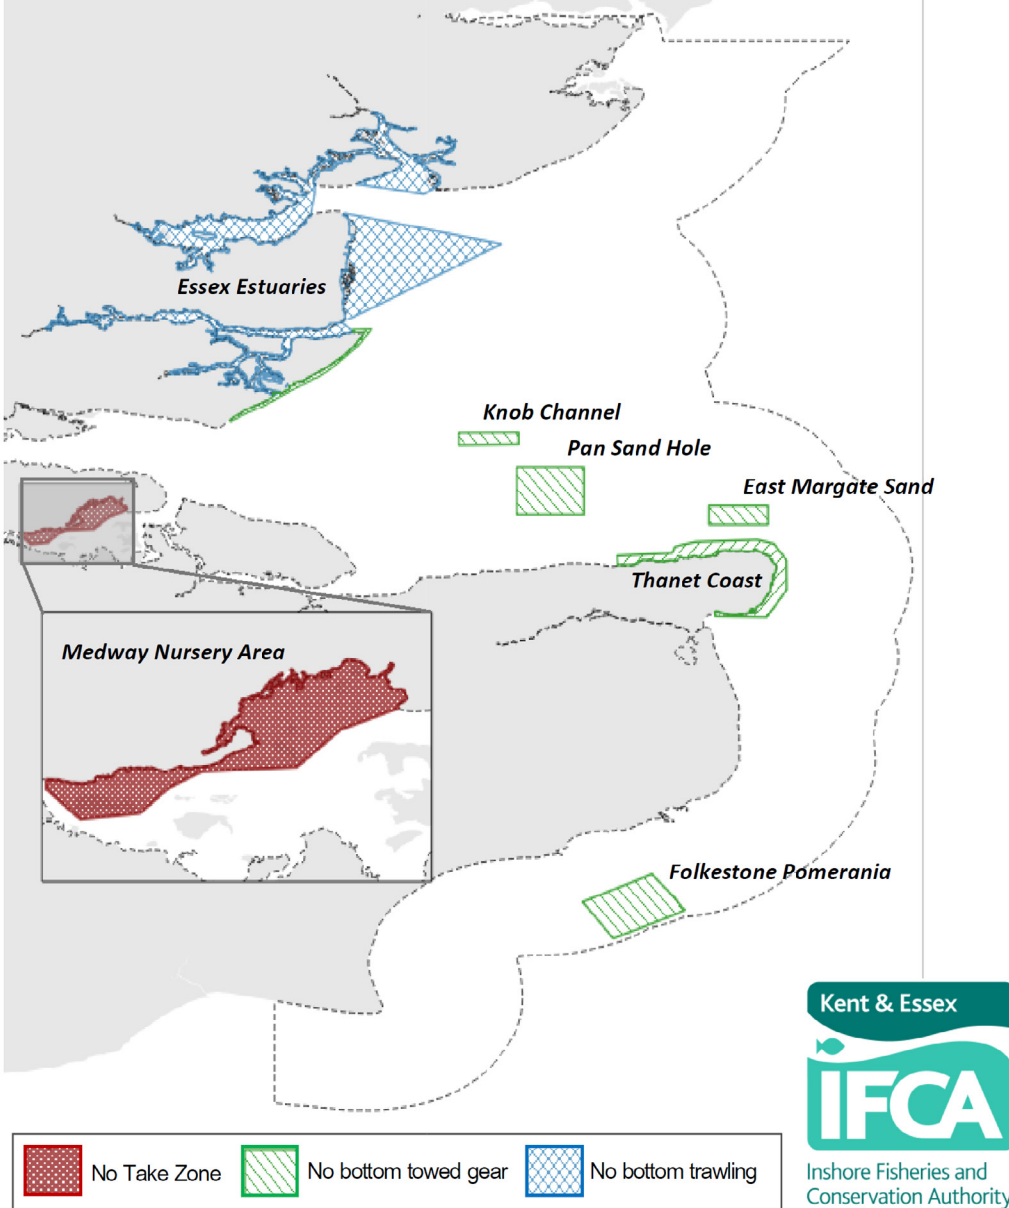 Essex Estuaries
Knob Channel
Pan Sand Hole
East Margate Sand
Thanet Coast
Medway Nursery Area
Folkestone Pomerania
Kent & Essex
IFCA
Inshore Fisheries and
Conservation Authority
No Take Zone
No bottom towed gear
No bottom trawling